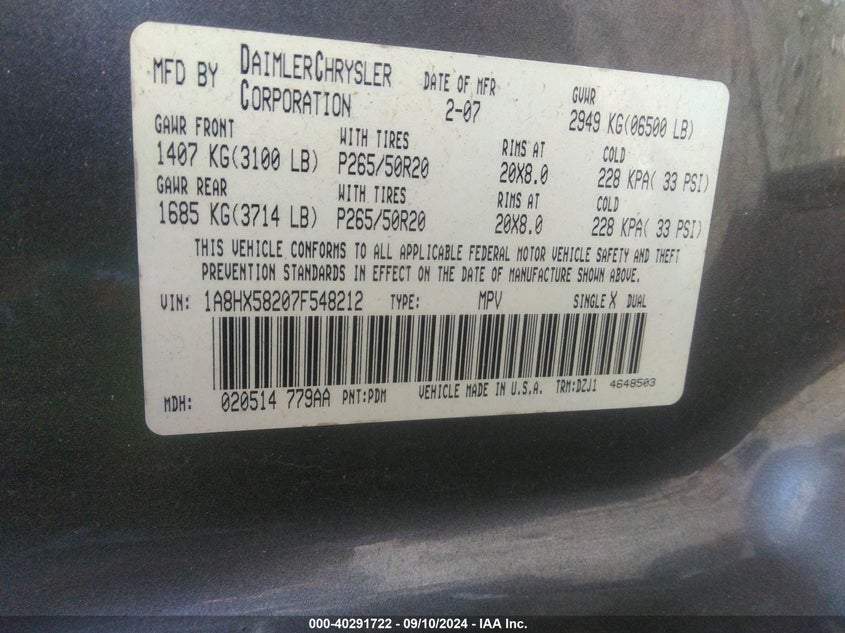 MFD BY DAIMLERCHRYSLER CORPORATION
DATE OF MFR 2-07
GVWR 2949 KG(06500 LB)
GAWR FRONT WITH TIRES RIMS AT COLD
1407 KG(3100 LB) P265/50R20 20X8.0 228 KPA( 33 PSI)
GAWR REAR WITH TIRES RIMS AT COLD
1685 KG(3714 LB) P265/50R20 20X8.0 228 KPA( 33 PSI)
THIS VEHICLE CONFORMS TO ALL APPLICABLE FEDERAL MOTOR VEHICLE SAFETY AND THEFT
PREVENTION STANDARDS IN EFFECT ON THE DATE OF MANUFACTURE SHOWN ABOVE.
VIN: 1A8HX58207F548212 TYPE: MPV SINGLE X DUAL
MDH: 020514 779AA PNT:PDM VEHICLE MADE IN U.S.A. TRM:DZJ1 4648503
000-40291722 - 09/10/2024 - IAA Inc.